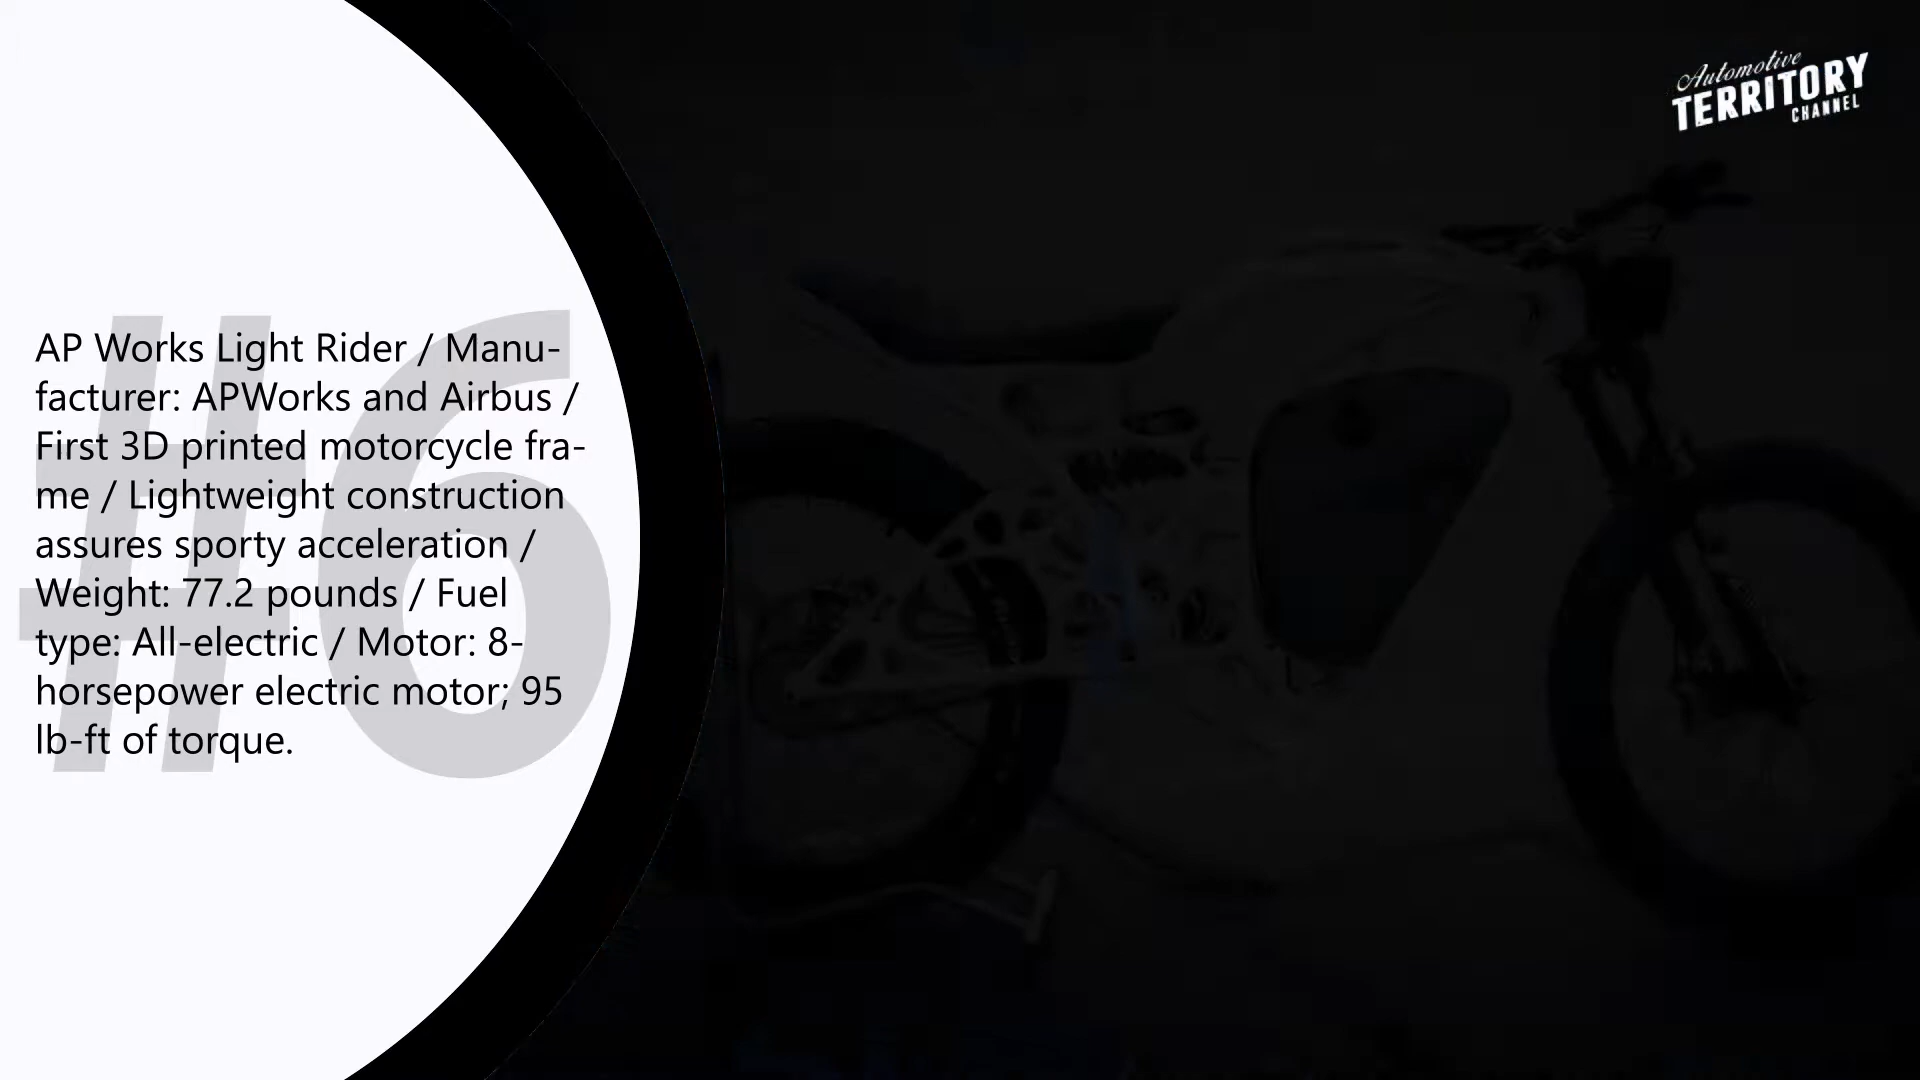 Automotive
TERRITORY
CHANNEL
#6
AP Works Light Rider / Manu-
facturer: APWorks and Airbus /
First 3D printed motorcycle fra-
me / Lightweight construction
assures sporty acceleration /
Weight: 77.2 pounds / Fuel
type: All-electric / Motor: 8-
horsepower electric motor; 95
lb-ft of torque.